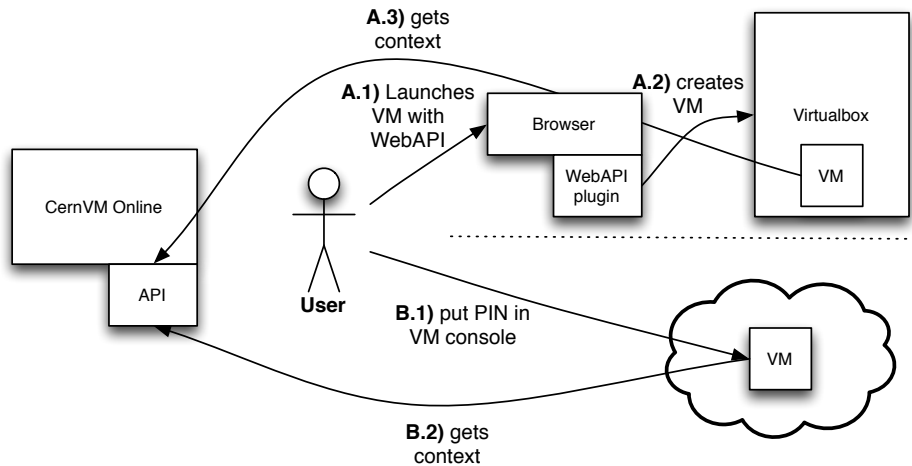 A.3) gets
context
A.1) Launches
VM with
WebAPI
A.2) creates
VM
Browser
Virtualbox
WebAPI
plugin
VM
CernVM Online
API
User
B.1) put PIN in
VM console
VM
B.2) gets
context